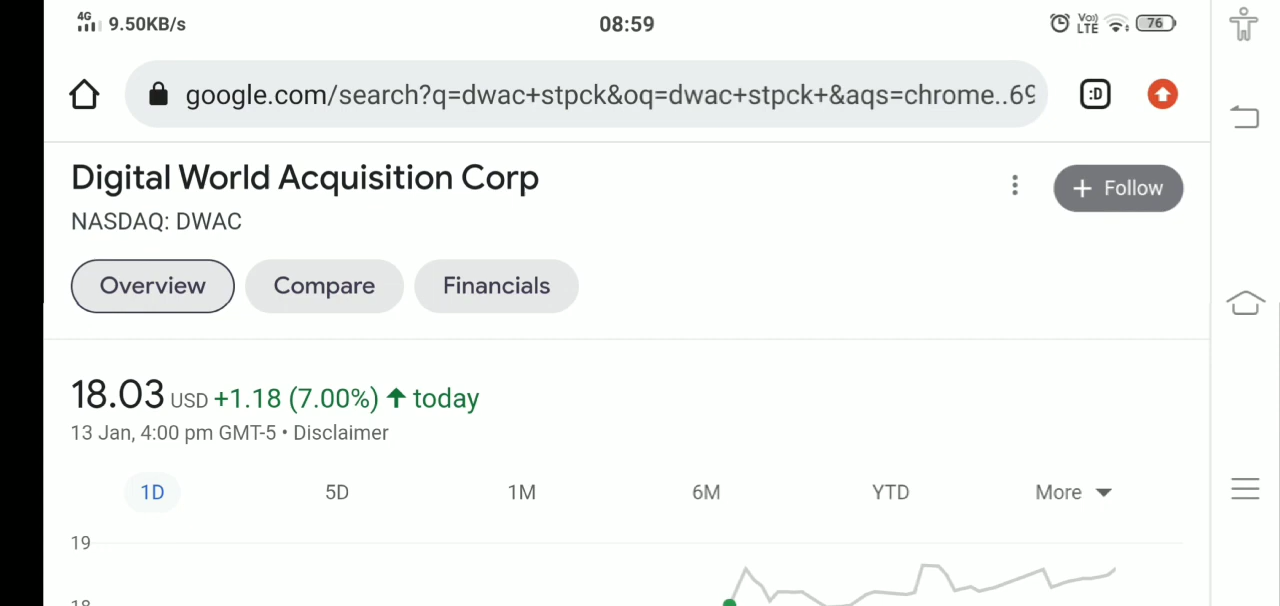 4G 9.50KB/s 08:59 Vo)) LTE 76
google.com/search?q=dwac+stpck&oq=dwac+stpck+&aqs=chrome..69 :D
Digital World Acquisition Corp
+ Follow
NASDAQ: DWAC
Overview Compare Financials
18.03 USD +1.18 (7.00%) ↑ today
13 Jan, 4:00 pm GMT-5 • Disclaimer
1D 5D 1M 6M YTD More
19
18